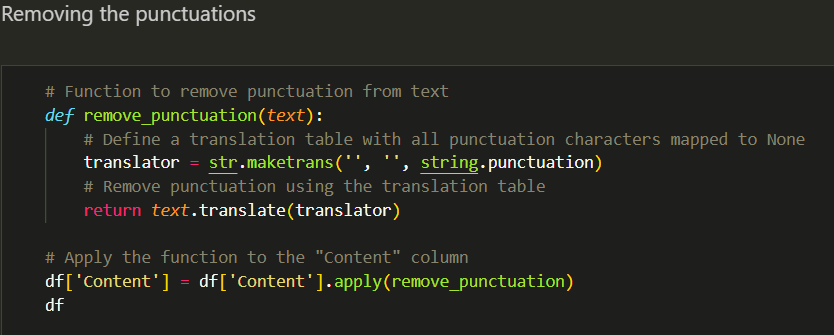 Removing the punctuations
# Function to remove punctuation from text
def remove_punctuation(text):
    # Define a translation table with all punctuation characters mapped to None
    translator = str.maketrans('', '', string.punctuation)
    # Remove punctuation using the translation table
    return text.translate(translator)
# Apply the function to the "Content" column
df['Content'] = df['Content'].apply(remove_punctuation)
df